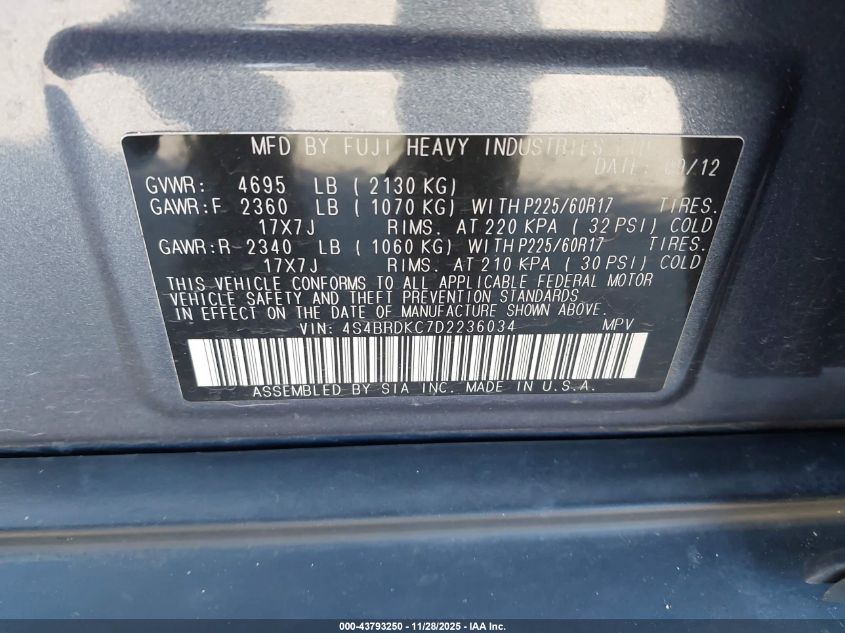 MFD BY FUJI HEAVY INDUSTRIES LTD
DATE: 09/12
GVWR: 4695 LB ( 2130 KG)
GAWR:F 2360 LB ( 1070 KG) WITH P225/60R17 TIRES.
17X7J RIMS. AT 220 KPA ( 32 PSI) COLD
GAWR:R 2340 LB ( 1060 KG) WITH P225/60R17 TIRES.
17X7J RIMS. AT 210 KPA ( 30 PSI) COLD
THIS VEHICLE CONFORMS TO ALL APPLICABLE FEDERAL MOTOR
VEHICLE SAFETY AND THEFT PREVENTION STANDARDS
IN EFFECT ON THE DATE OF MANUFACTURE SHOWN ABOVE.
VIN: 4S4BRDKC7D2236034 MPV
ASSEMBLED BY SIA INC. MADE IN U.S.A.
000-43793250 | 11/28/2025 | IAA Inc.